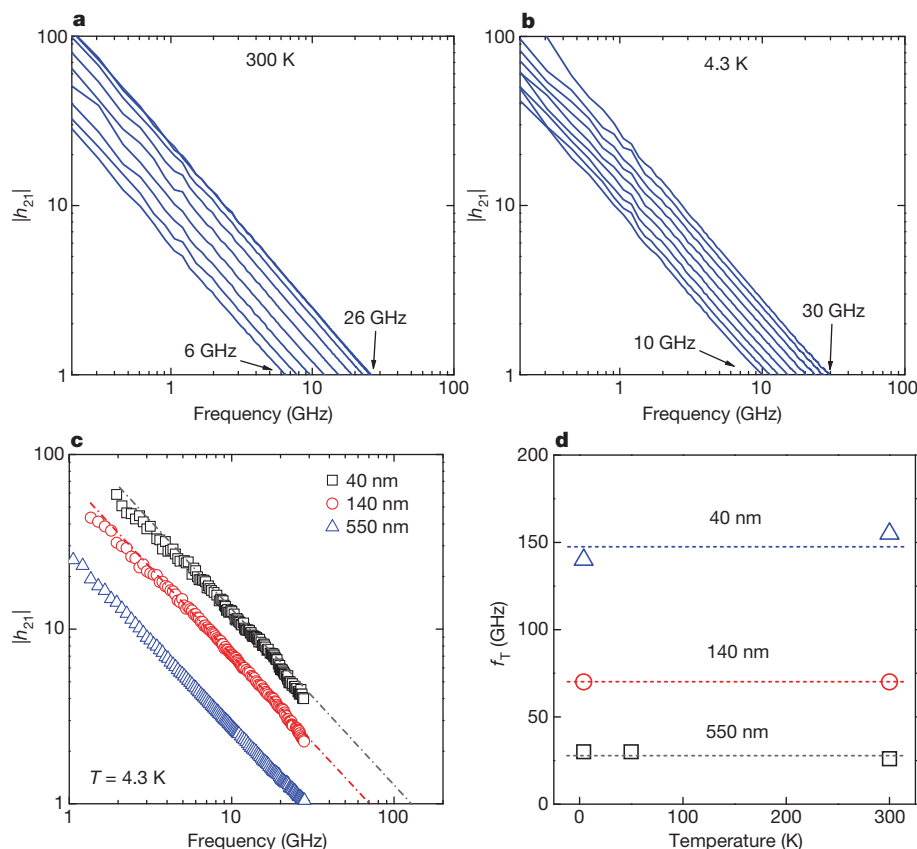 a
300 K
100
10
1
|h21|
6 GHz
26 GHz
1
10
100
Frequency (GHz)
b
4.3 K
100
10
1
|h21|
10 GHz
30 GHz
1
10
100
Frequency (GHz)
c
100
10
1
|h21|
40 nm
140 nm
550 nm
T = 4.3 K
1
10
100
Frequency (GHz)
d
200
150
100
50
0
fT (GHz)
40 nm
140 nm
550 nm
0
100
200
300
Temperature (K)